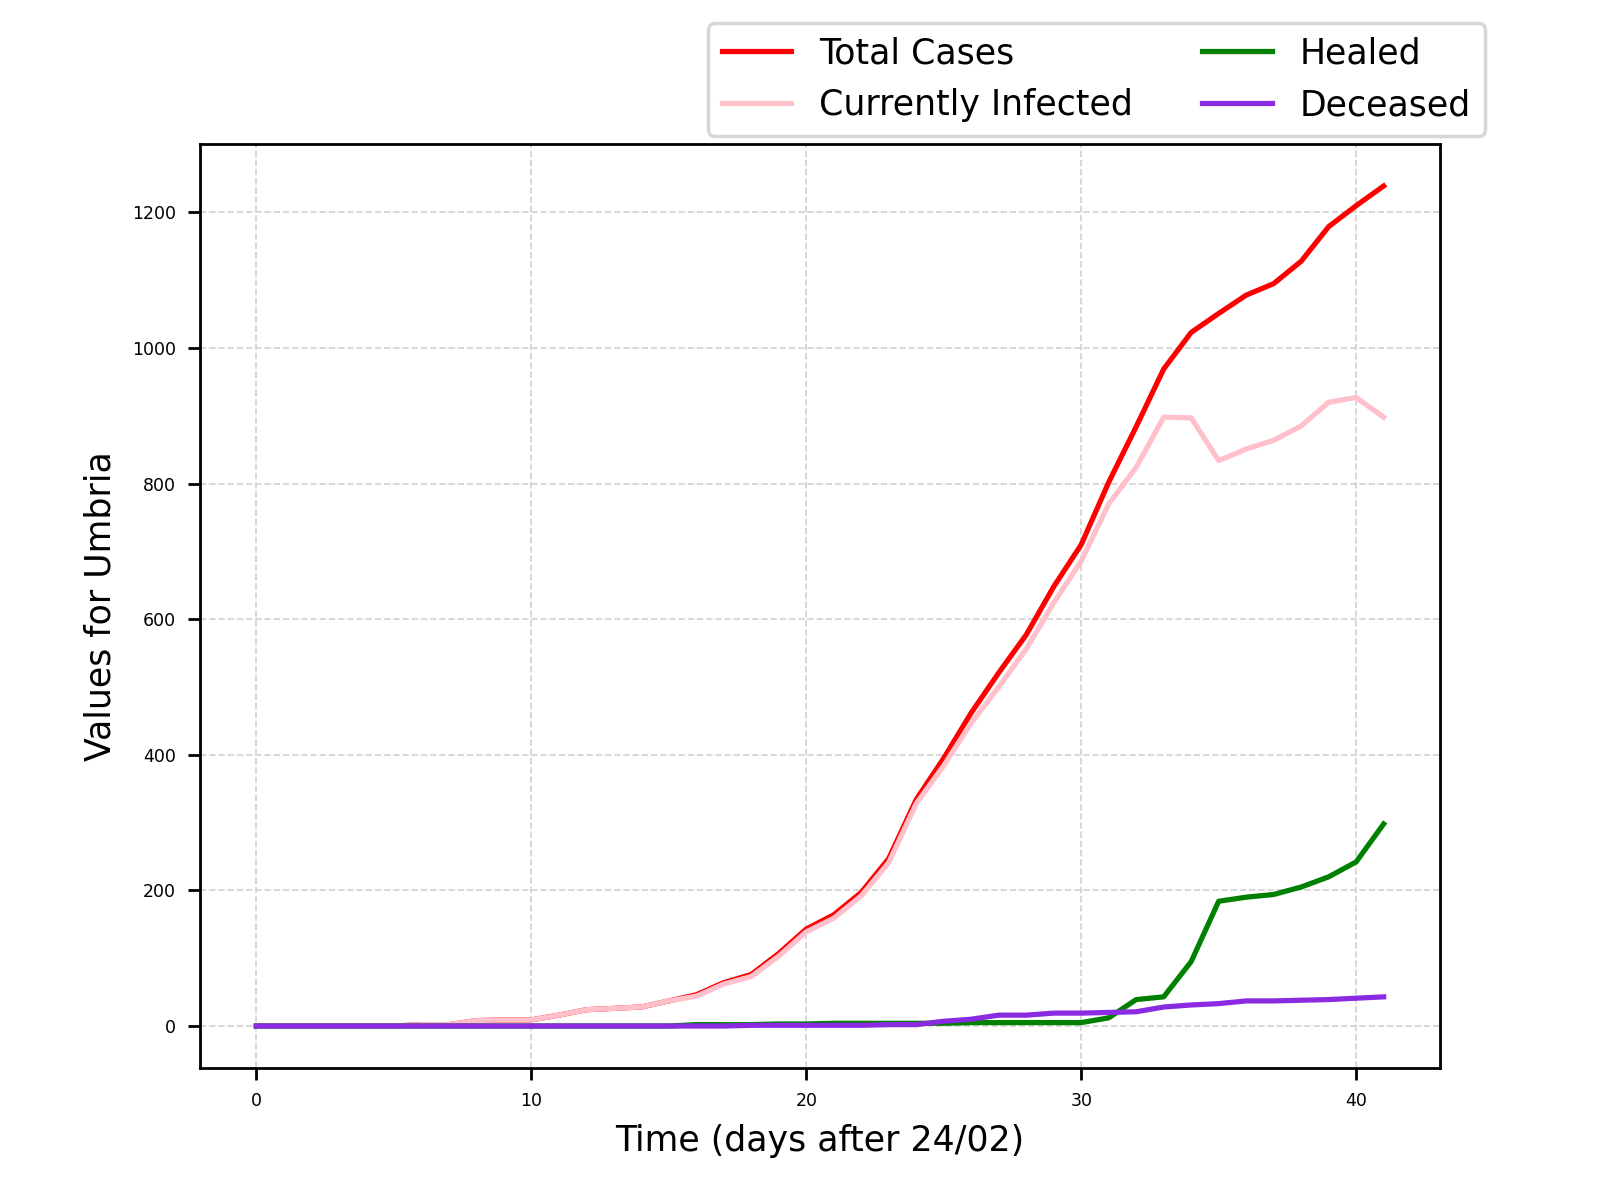 Total Cases
Currently Infected
Healed
Deceased
1200
1000
800
600
400
200
0
Values for Umbria
0 10 20 30 40
Time (days after 24/02)